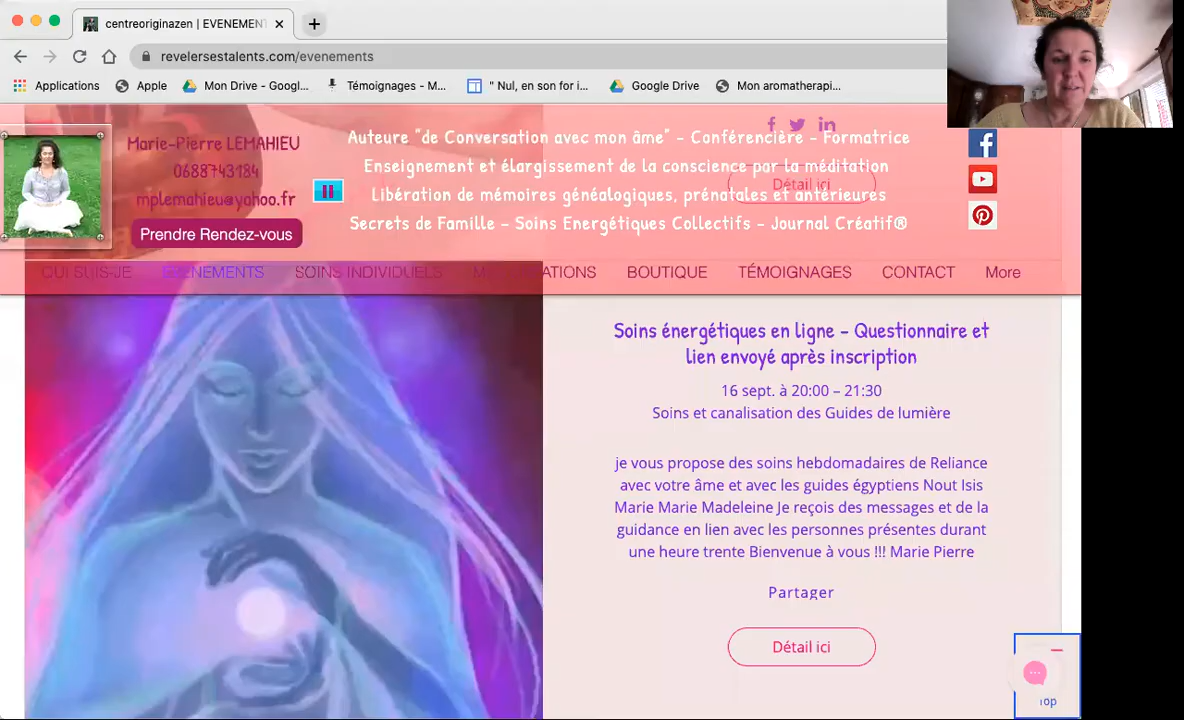 centreoriginazen | EVENEMEN
revelersestalents.com/evenements
Applications
Apple
Mon Drive - Googl...
Témoignages - M...
" Nul, en son for i...
Google Drive
Mon aromatherapi...
Marie-Pierre LEMAHIEU
0688743184
mplemahieu@yahoo.fr
Prendre Rendez-vous
Auteure "de Conversation avec mon âme" - Conférencière - Formatrice
Enseignement et élargissement de la conscience par la méditation
Détail ici
Libération de mémoires généalogiques, prénatales et antérieures
Secrets de Famille - Soins Energétiques Collectifs - Journal Créatif®
QUI SUIS-JE
EVENEMENTS
SOINS INDIVIDUELS
BOUTIQUE
TÉMOIGNAGES
CONTACT
More
Soins énergétiques en ligne - Questionnaire et
lien envoyé après inscription
16 sept. à 20:00 – 21:30
Soins et canalisation des Guides de lumière
je vous propose des soins hebdomadaires de Reliance
avec votre âme et avec les guides égyptiens Nout Isis
Marie Marie Madeleine Je reçois des messages et de la
guidance en lien avec les personnes présentes durant
une heure trente Bienvenue à vous !!! Marie Pierre
Partager
Détail ici